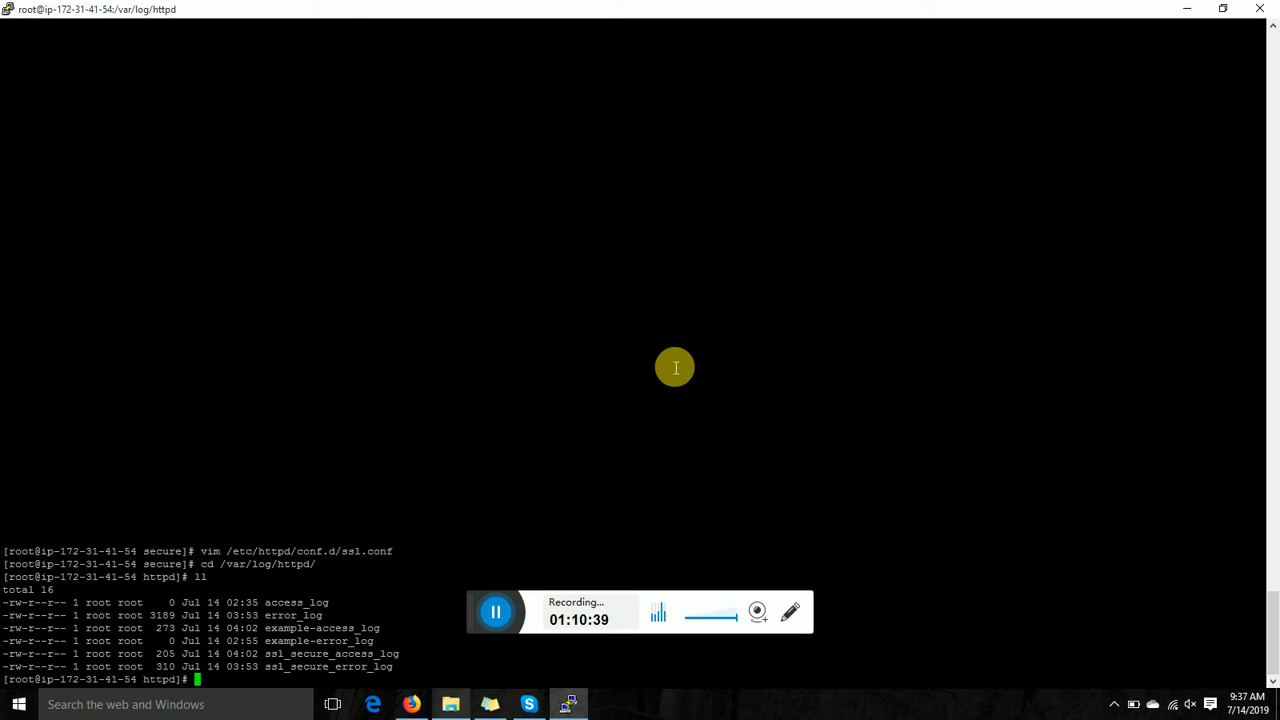 root@ip-172-31-41-54:/var/log/httpd
[root@ip-172-31-41-54 secure]# vim /etc/httpd/conf.d/ssl.conf
[root@ip-172-31-41-54 secure]# cd /var/log/httpd/
[root@ip-172-31-41-54 httpd]# ll
total 16
-rw-r--r-- 1 root root    0 Jul 14 02:35 access_log
-rw-r--r-- 1 root root 3189 Jul 14 03:53 error_log
-rw-r--r-- 1 root root  273 Jul 14 04:02 example-access_log
-rw-r--r-- 1 root root    0 Jul 14 02:55 example-error_log
-rw-r--r-- 1 root root  205 Jul 14 04:02 ssl_secure_access_log
-rw-r--r-- 1 root root  310 Jul 14 03:53 ssl_secure_error_log
[root@ip-172-31-41-54 httpd]#
Recording...
01:10:39
Search the web and Windows
9:37 AM
7/14/2019